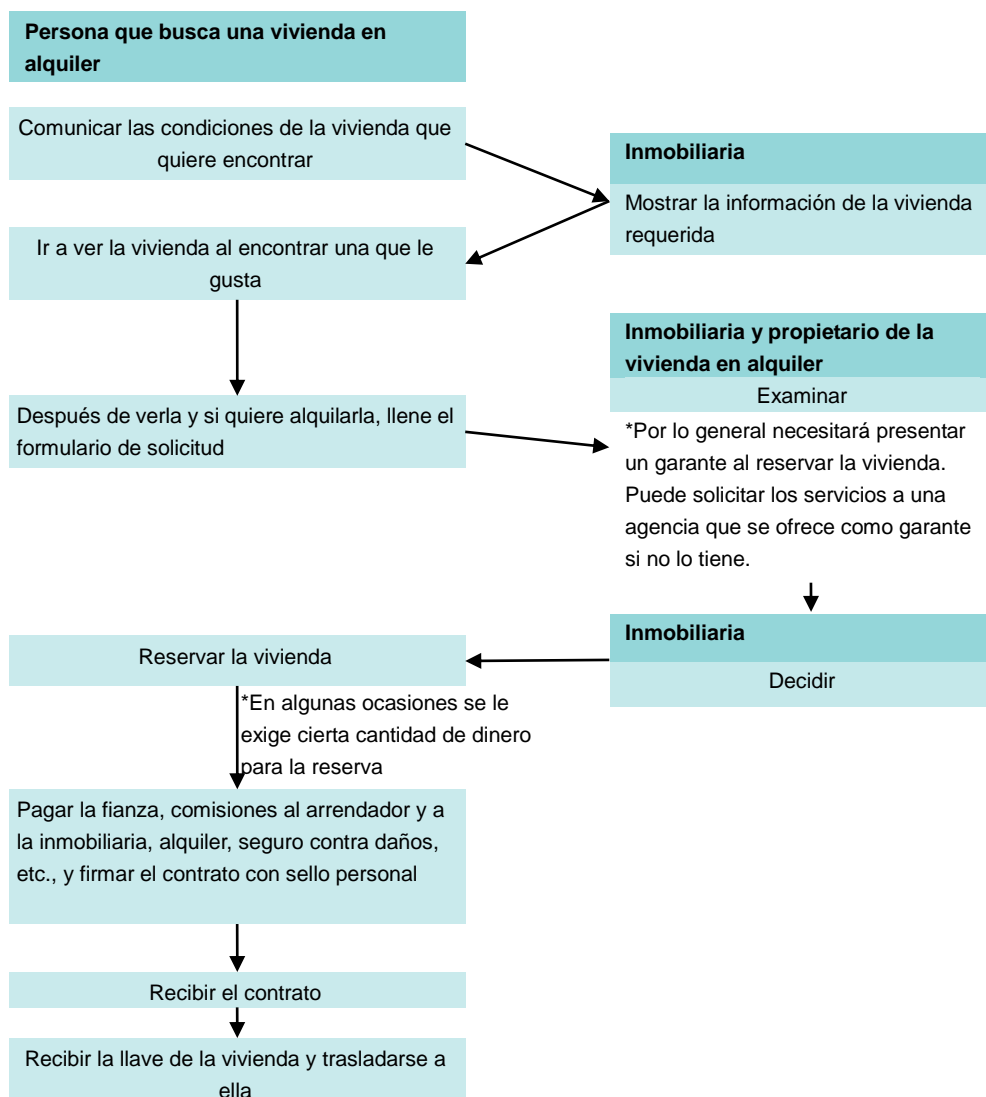 Persona que busca una vivienda en
alquiler
Comunicar las condiciones de la vivienda que
quiere encontrar
Inmobiliaria
Mostrar la información de la vivienda
requerida
Ir a ver la vivienda al encontrar una que le
gusta
Inmobiliaria y propietario de la
vivienda en alquiler
Examinar
*Por lo general necesitará presentar
un garante al reservar la vivienda.
Puede solicitar los servicios a una
agencia que se ofrece como garante
si no lo tiene.
Después de verla y si quiere alquilarla, llene el
formulario de solicitud
Inmobiliaria
Decidir
Reservar la vivienda
*En algunas ocasiones se le
exige cierta cantidad de dinero
para la reserva
Pagar la fianza, comisiones al arrendador y a
la inmobiliaria, alquiler, seguro contra daños,
etc., y firmar el contrato con sello personal
Recibir el contrato
Recibir la llave de la vivienda y trasladarse a
ella